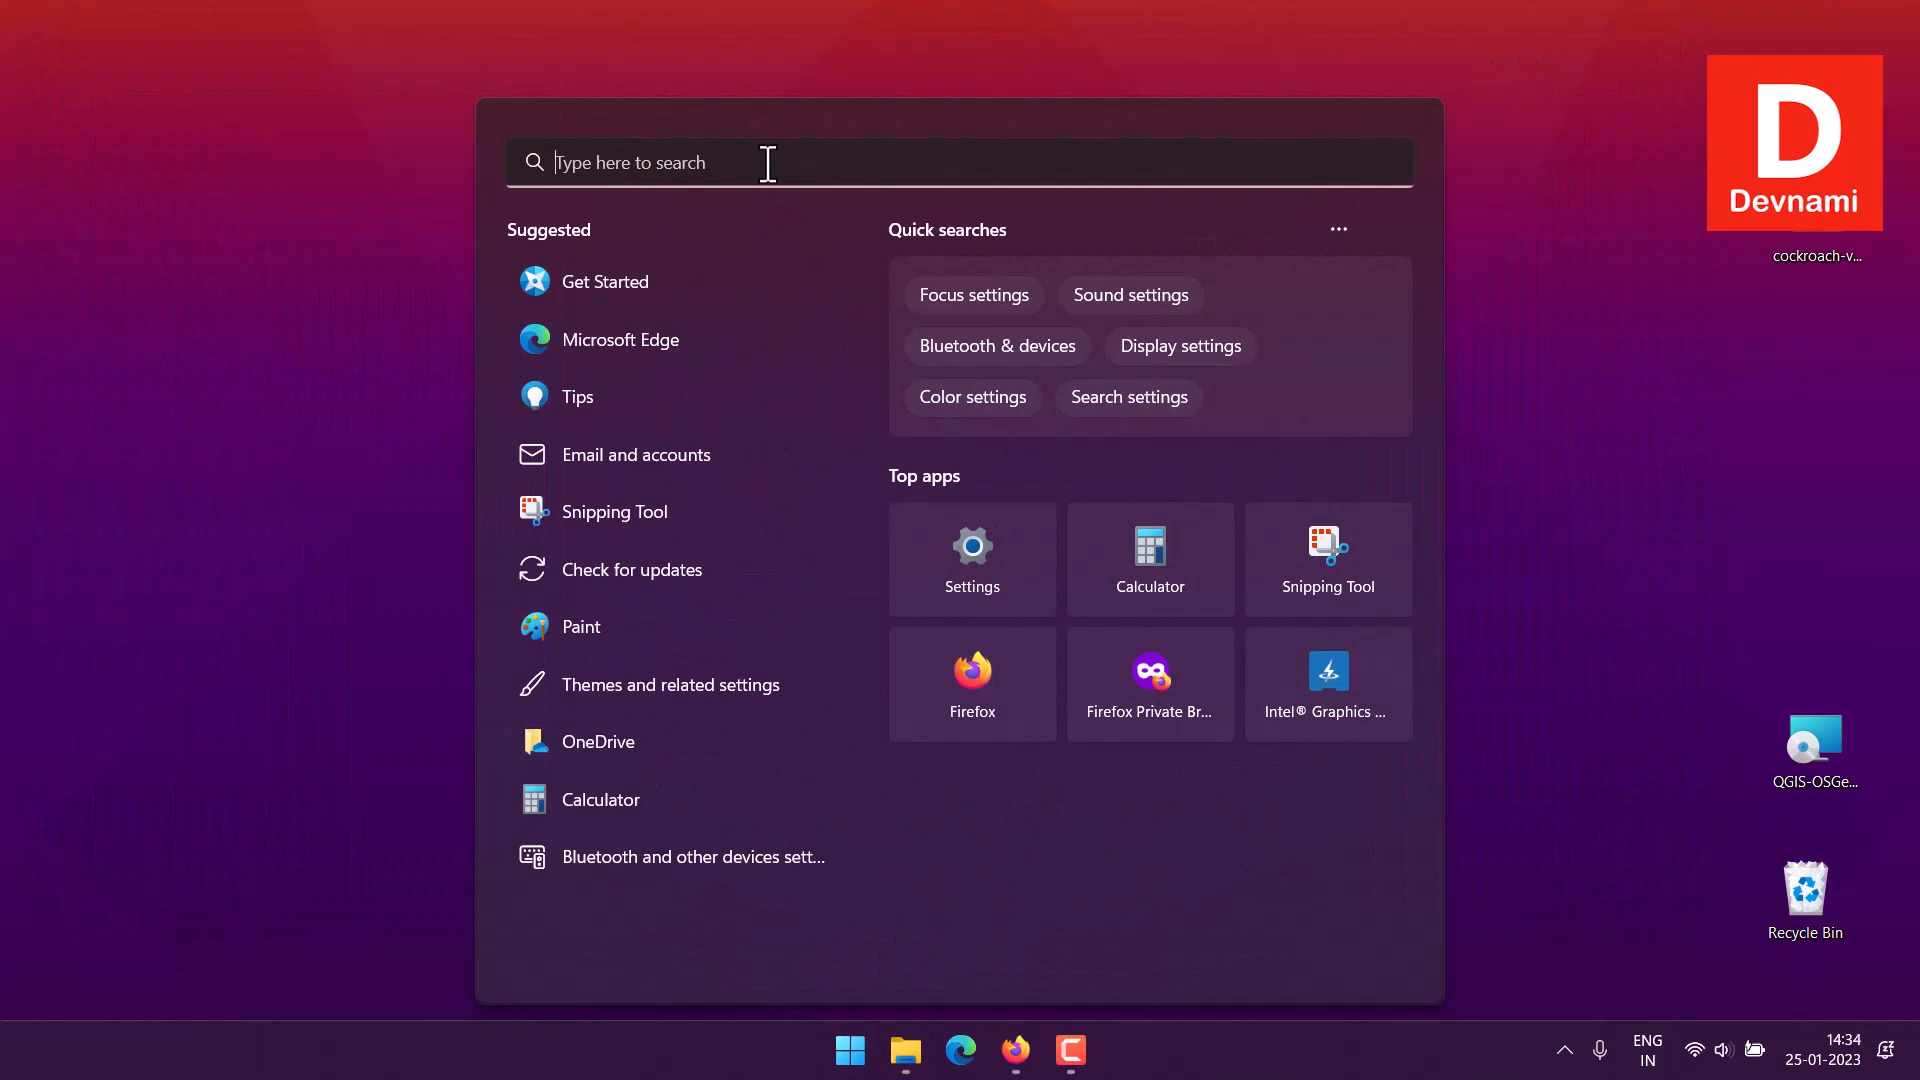 D
Devnami
cockroach-v...
Type here to search
Suggested
Get Started
Microsoft Edge
Tips
Email and accounts
Snipping Tool
Check for updates
Paint
Themes and related settings
OneDrive
Calculator
Bluetooth and other devices sett...
Quick searches
...
Focus settings
Sound settings
Bluetooth & devices
Display settings
Color settings
Search settings
Top apps
Settings
Calculator
Snipping Tool
Firefox
Firefox Private Br...
Intel® Graphics ...
QGIS-OSGe...
Recycle Bin
ENG
IN
14:34
25-01-2023